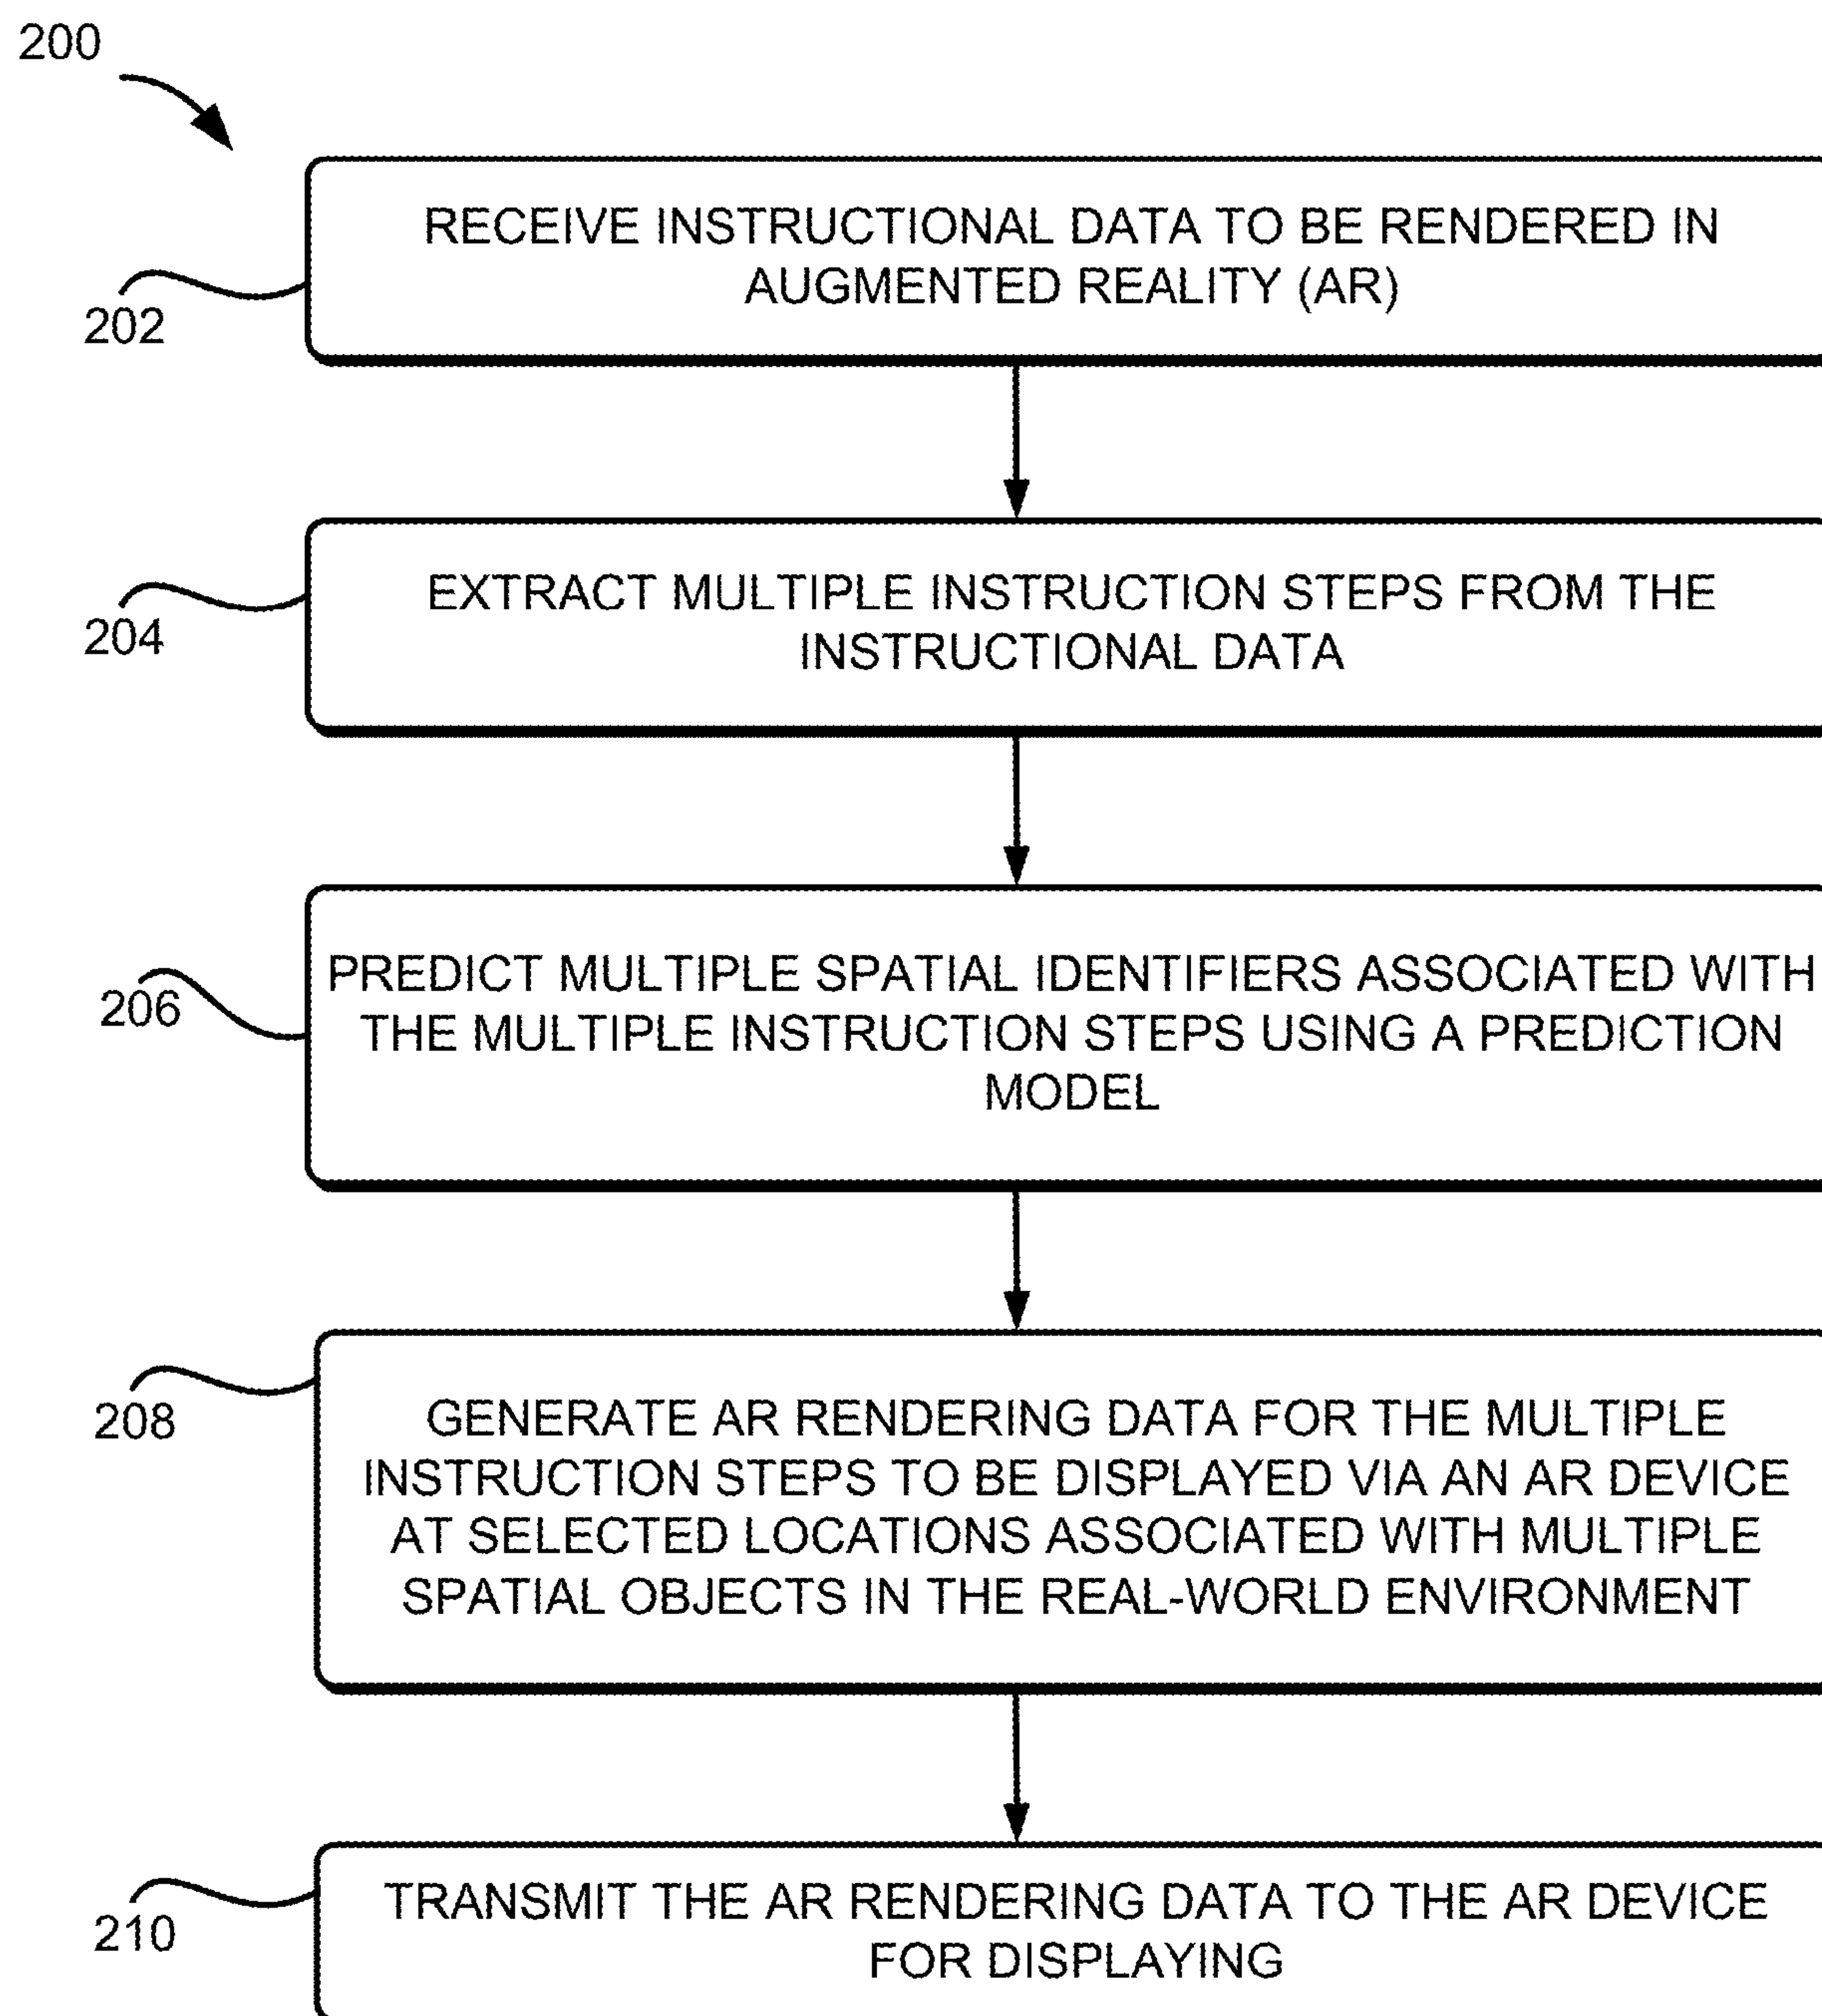 200
RECEIVE INSTRUCTIONAL DATA TO BE RENDERED IN
AUGMENTED REALITY (AR)
202
EXTRACT MULTIPLE INSTRUCTION STEPS FROM THE
INSTRUCTIONAL DATA
204
PREDICT MULTIPLE SPATIAL IDENTIFIERS ASSOCIATED WITH
THE MULTIPLE INSTRUCTION STEPS USING A PREDICTION
MODEL
206
GENERATE AR RENDERING DATA FOR THE MULTIPLE
INSTRUCTION STEPS TO BE DISPLAYED VIA AN AR DEVICE
AT SELECTED LOCATIONS ASSOCIATED WITH MULTIPLE
SPATIAL OBJECTS IN THE REAL-WORLD ENVIRONMENT
208
TRANSMIT THE AR RENDERING DATA TO THE AR DEVICE
FOR DISPLAYING
210